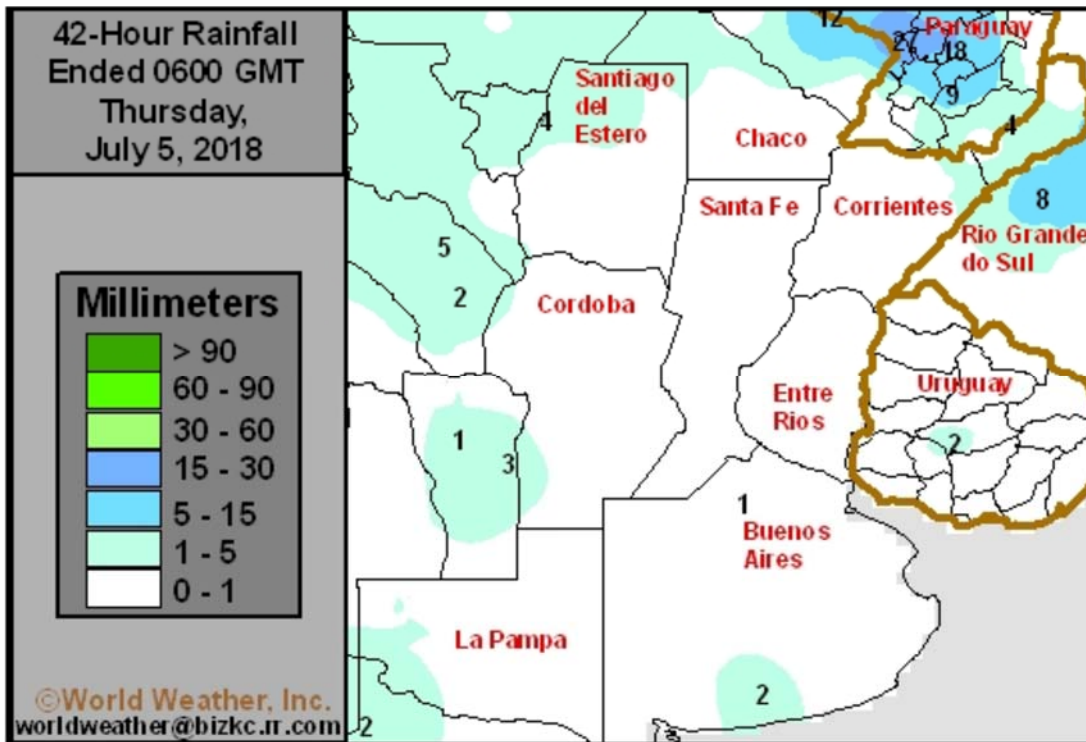 42-Hour Rainfall
Ended 0600 GMT
Thursday,
July 5, 2018
Millimeters
> 90
60 - 90
30 - 60
15 - 30
5 - 15
1 - 5
0 - 1
©World Weather, Inc.
worldweather@bizkc.rr.com
12
Paraguay
18
9
4
Santiago
del
Estero
4
Chaco
Santa Fe
Corrientes
8
Rio Grande
do Sul
5
2
Cordoba
Entre
Rios
Uruguay
2
1
3
1
Buenos
Aires
La Pampa
2
2